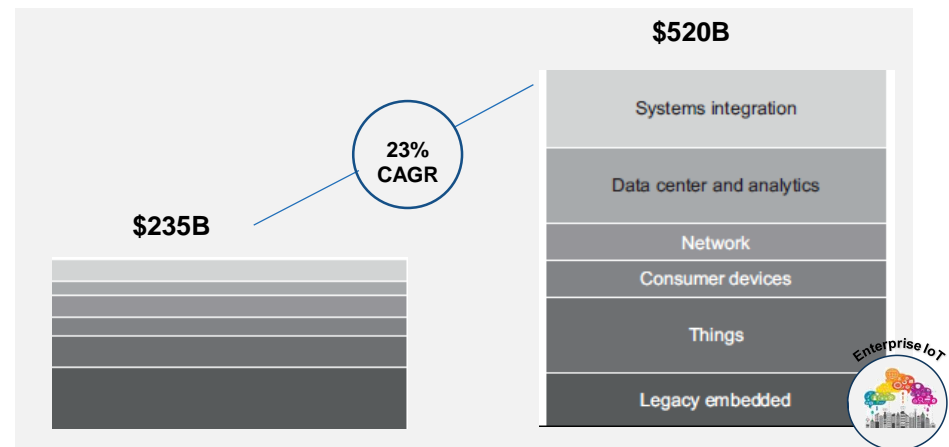 $520B
Systems integration
23%
CAGR
Data center and analytics
$235B
Network
Consumer devices
Things
Enterprise IoT
Legacy embedded